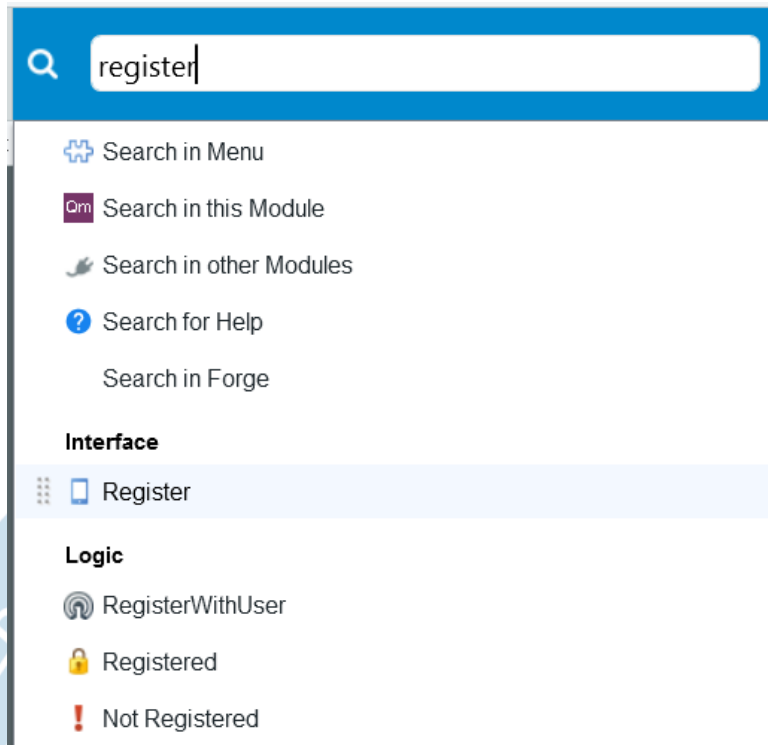 register
Search in Menu
Qm Search in this Module
Search in other Modules
? Search for Help
Search in Forge
Interface
Register
Logic
RegisterWithUser
Registered
Not Registered